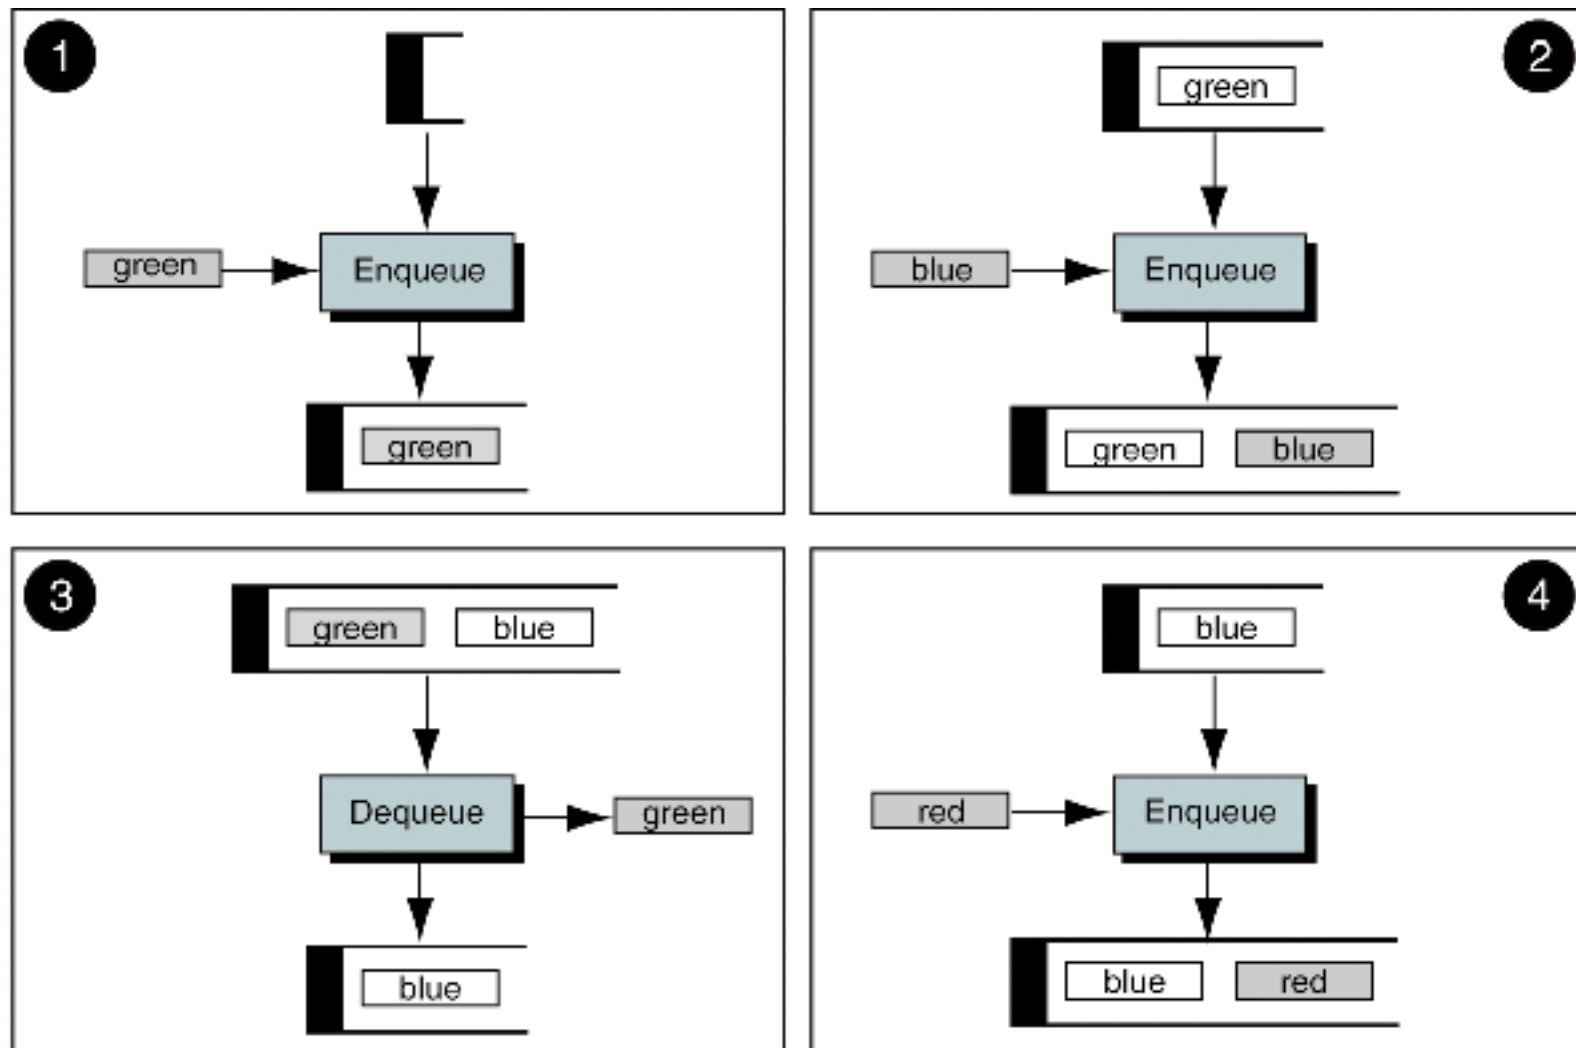 1
green
Enqueue
green
2
green
blue
Enqueue
green blue
3
green blue
Dequeue
green
blue
4
blue
red
Enqueue
blue red